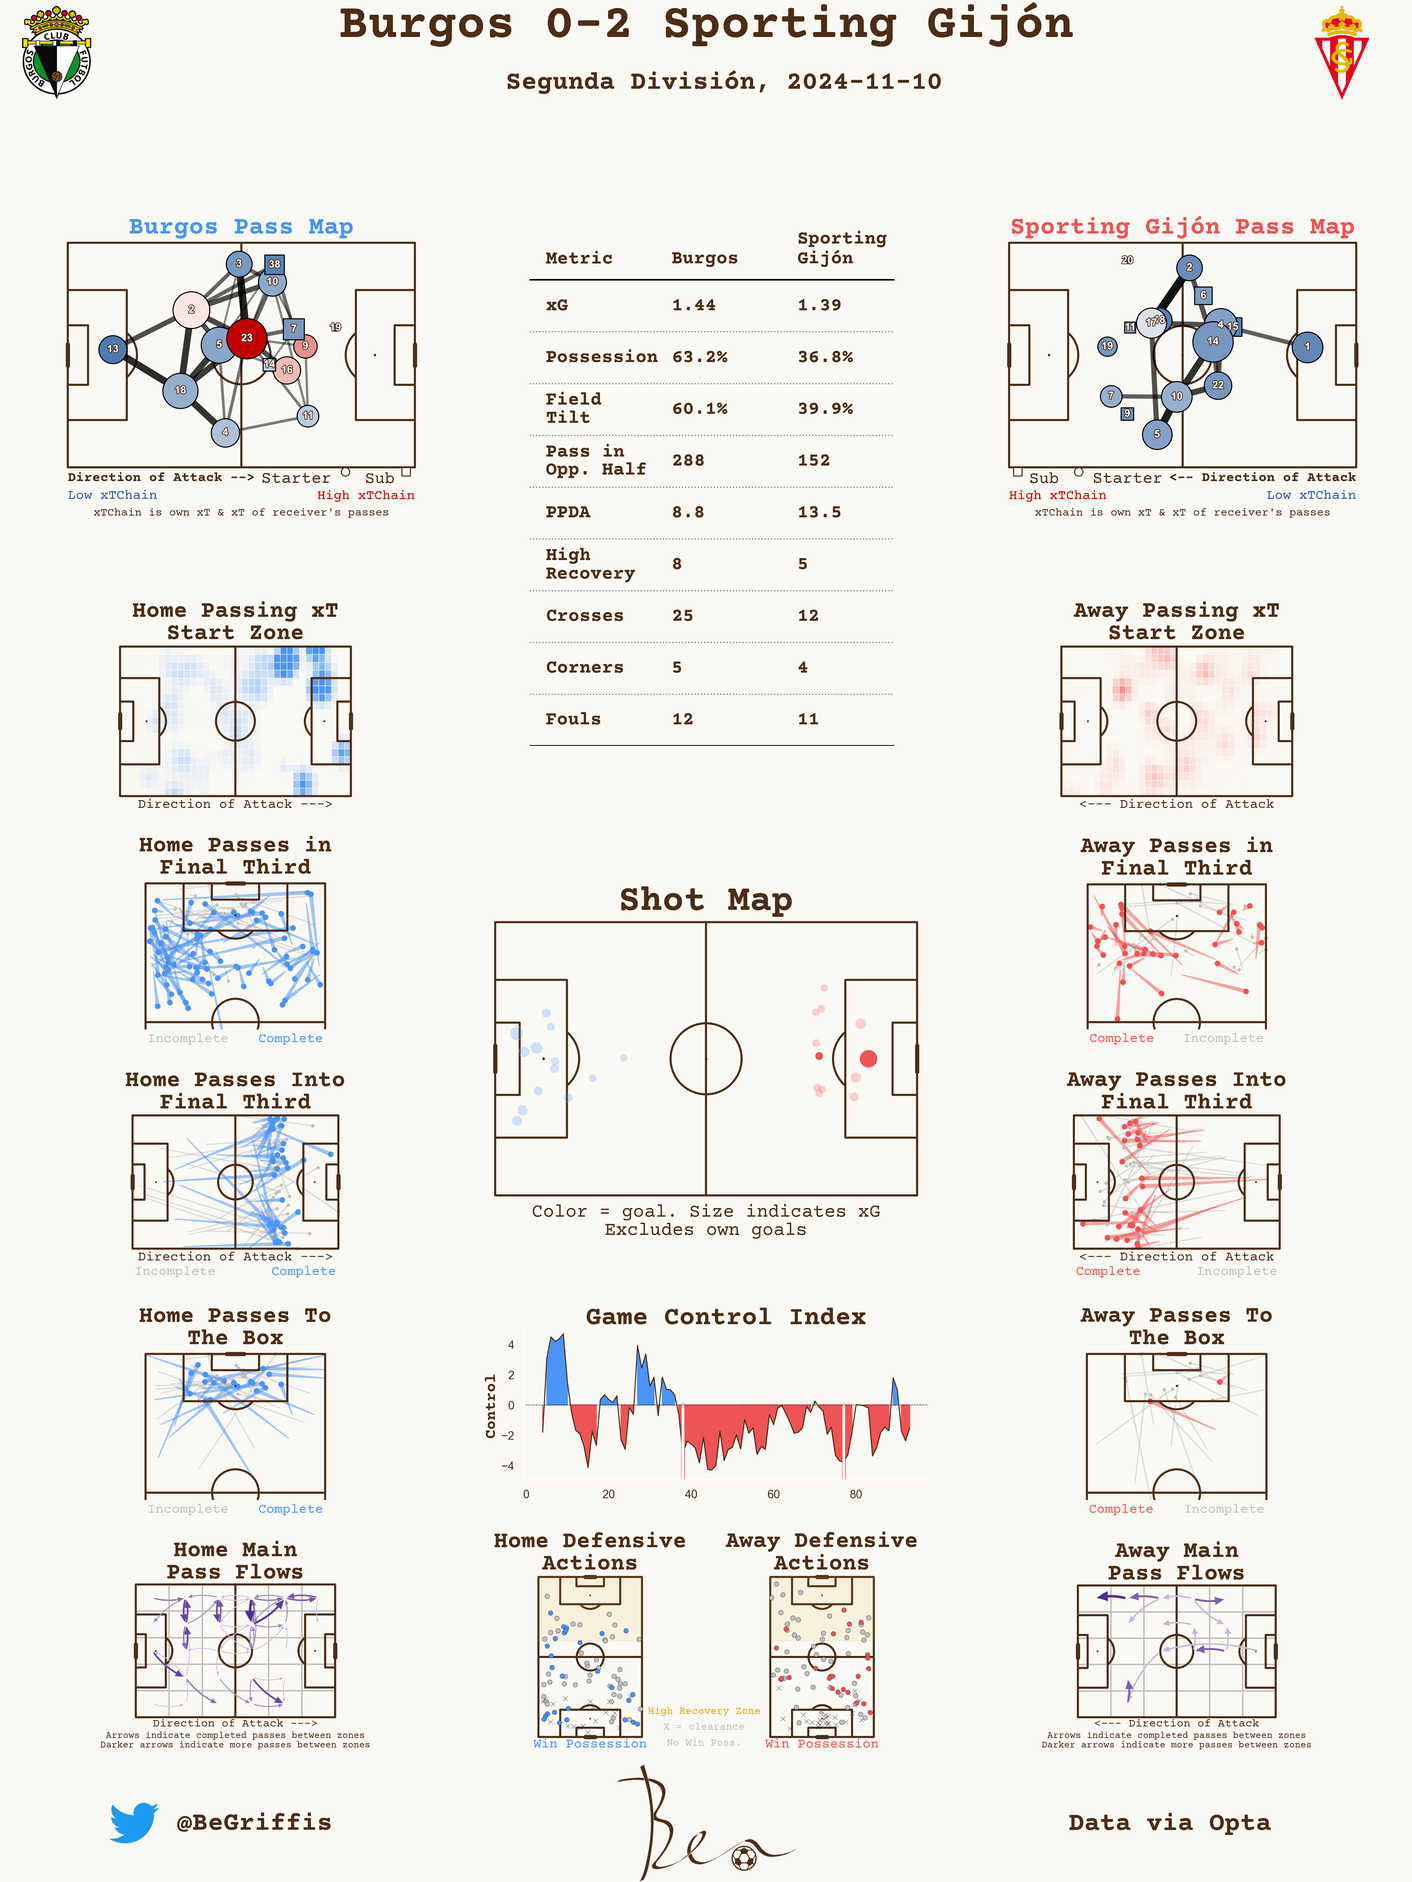 Burgos 0-2 Sporting Gijón
Segunda División, 2024-11-10
CLUB
BURGOS
FUTBOL
Burgos Pass Map
3
38
10
2
7
19
23
5
9
13
14
16
18
11
4
Direction of Attack --> Starter Sub
Low xTChain High xTChain
xTChain is own xT & xT of receiver's passes
Metric Burgos Sporting
Gijón
xG 1.44 1.39
Possession 63.2% 36.8%
Field
Tilt 60.1% 39.9%
Pass in
Opp. Half 288 152
PPDA 8.8 13.5
High
Recovery 8 5
Crosses 25 12
Corners 5 4
Fouls 12 11
Sporting Gijón Pass Map
20
2
6
11
17
18
4
15
19
14
1
22
7
10
9
5
Sub Starter <-- Direction of Attack
High xTChain Low xTChain
xTChain is own xT & xT of receiver's passes
Home Passing xT
Start Zone
Direction of Attack --->
Away Passing xT
Start Zone
<--- Direction of Attack
Home Passes in
Final Third
Incomplete Complete
Away Passes in
Final Third
Complete Incomplete
Shot Map
Color = goal. Size indicates xG
Excludes own goals
Home Passes Into
Final Third
Direction of Attack --->
Incomplete Complete
Away Passes Into
Final Third
<--- Direction of Attack
Complete Incomplete
Home Passes To
The Box
Incomplete Complete
Game Control Index
Control
4
2
0
−2
−4
0 20 40 60 80
Away Passes To
The Box
Complete Incomplete
Home Main
Pass Flows
Direction of Attack --->
Arrows indicate completed passes between zones
Darker arrows indicate more passes between zones
Home Defensive
Actions
Win Possession
High Recovery Zone
X = clearance
No Win Poss.
Away Defensive
Actions
Win Possession
Away Main
Pass Flows
<--- Direction of Attack
Arrows indicate completed passes between zones
Darker arrows indicate more passes between zones
@BeGriffis
Ben
Data via Opta